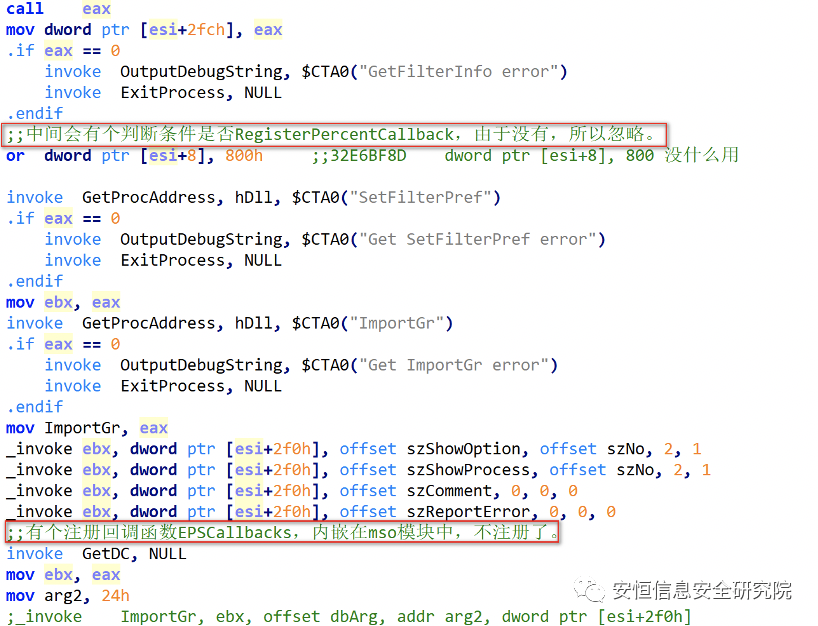 call    eax
mov dword ptr [esi+2fch], eax
.if eax == 0
    invoke  OutputDebugString, $CTA0("GetFilterInfo error")
    invoke  ExitProcess, NULL
.endif
;;中间会有个判断条件是否RegisterPercentCallback，由于没有，所以忽略。
or  dword ptr [esi+8], 800h     ;;32E6BF8D    dword ptr [esi+8], 800 没什么用
invoke  GetProcAddress, hDll, $CTA0("SetFilterPref")
.if eax == 0
    invoke  OutputDebugString, $CTA0("Get SetFilterPref error")
    invoke  ExitProcess, NULL
.endif
mov ebx, eax
invoke  GetProcAddress, hDll, $CTA0("ImportGr")
.if eax == 0
    invoke  OutputDebugString, $CTA0("Get ImportGr error")
    invoke  ExitProcess, NULL
.endif
mov ImportGr, eax
_invoke ebx, dword ptr [esi+2f0h], offset szShowOption, offset szNo, 2, 1
_invoke ebx, dword ptr [esi+2f0h], offset szShowProcess, offset szNo, 2, 1
_invoke ebx, dword ptr [esi+2f0h], offset szComment, 0, 0, 0
_invoke ebx, dword ptr [esi+2f0h], offset szReportError, 0, 0, 0
;;有个注册回调函数EPSCallbacks，内嵌在mso模块中，不注册了。
invoke  GetDC, NULL
mov ebx, eax
mov arg2, 24h
;_invoke    ImportGr, ebx, offset dbArg, addr arg2, dword ptr [esi+2f0h]
安恒信息安全研究院